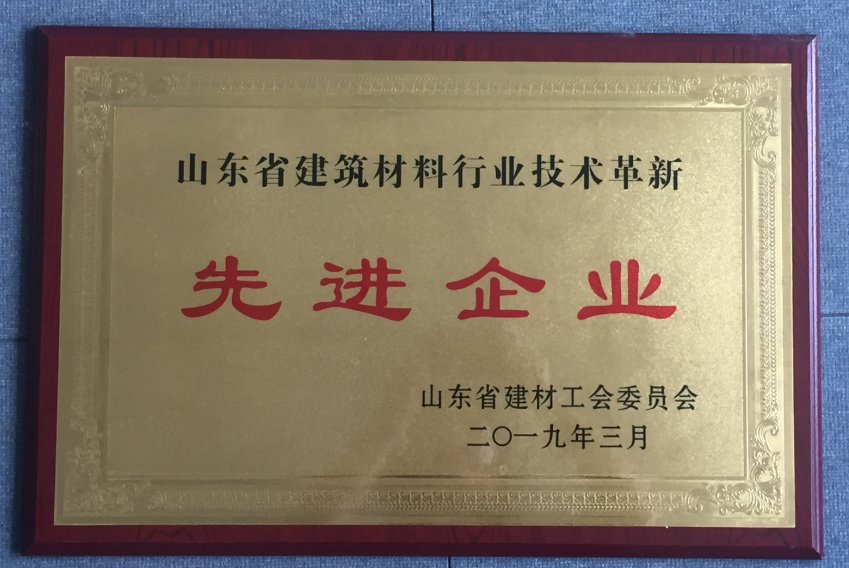 山东省建筑材料行业技术革新
先进企业
山东省建材工会委员会
二〇一九年三月